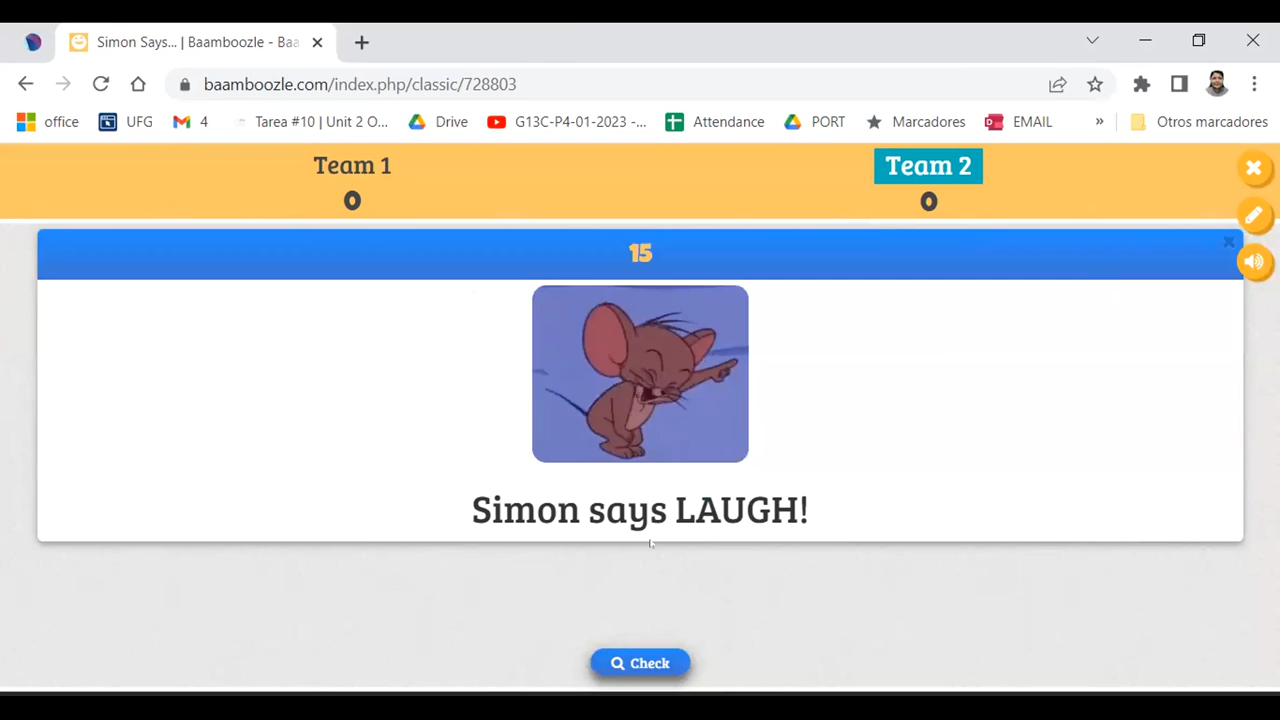 Simon Says... | Baamboozle - Baa
baamboozle.com/index.php/classic/728803
office UFG 4 Tarea #10 | Unit 2 O... Drive G13C-P4-01-2023 -... Attendance PORT Marcadores EMAIL » Otros marcadores
Team 1 Team 2
0 0
15
Simon says LAUGH!
Check